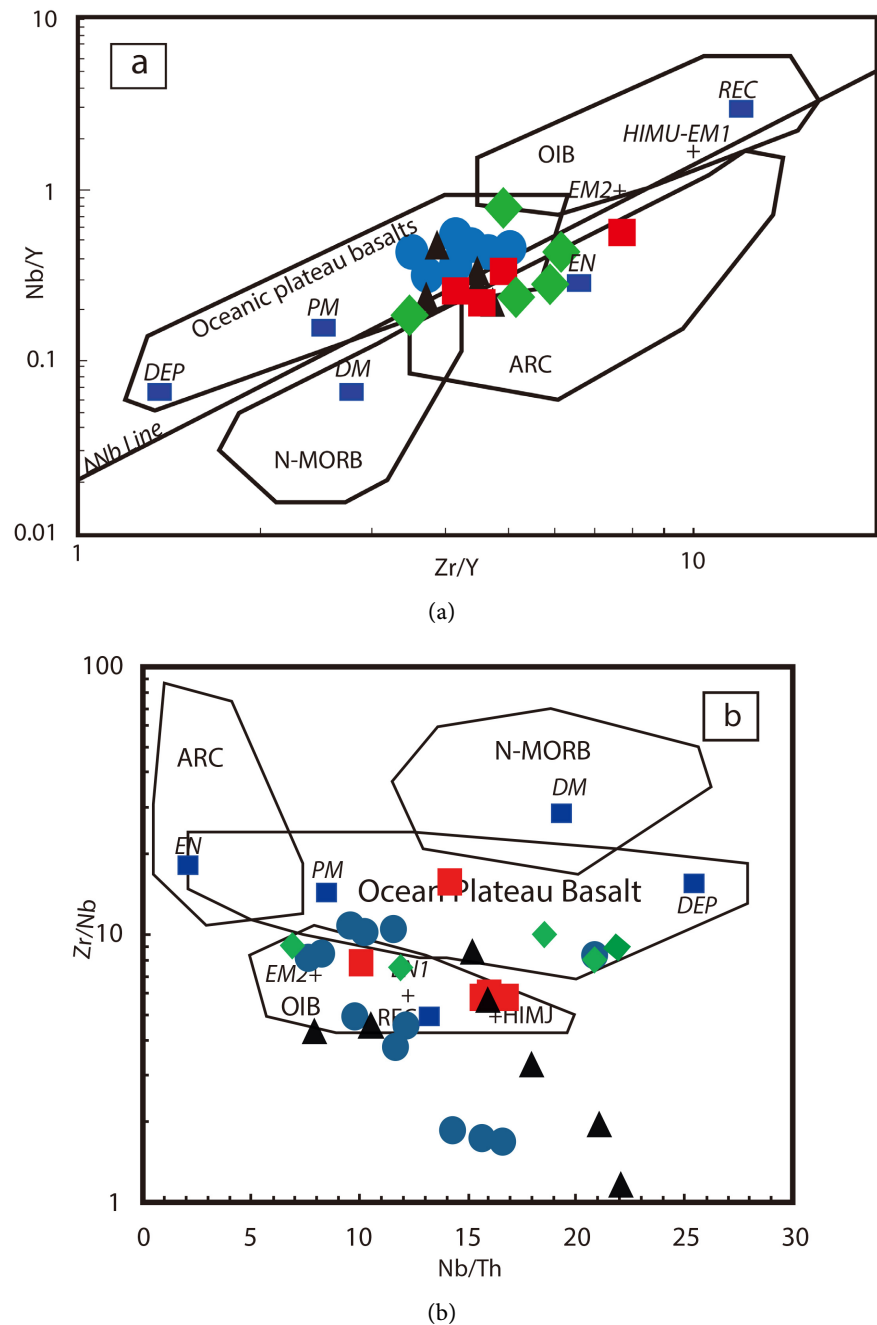 10
a
REC
HIMU-EM1
+
OIB
EM2+
1
Nb/Y
Oceanic plateau basalts
EN
PM
0.1
DEP
DM
ARC
ΔNb Line
N-MORB
0.01
1
10
Zr/Y
(a)
100
b
ARC
N-MORB
DM
EN
PM
Ocean Plateau Basalt
DEP
Zr/Nb
10
EM2+
EN1
+
OIB
REC
+HIMJ
1
0
5
10
15
20
25
30
Nb/Th
(b)